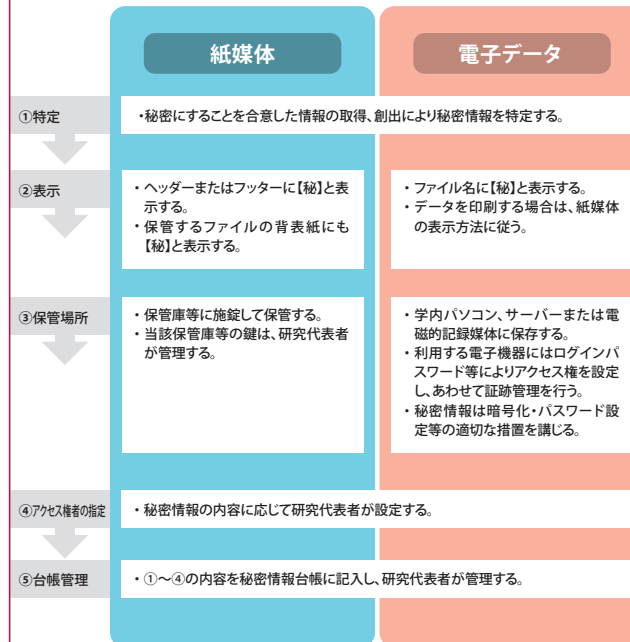 紙媒体
電子データ
①特定
・秘密にすることを合意した情報の取得、創出により秘密情報を特定する。
②表示
・ヘッダーまたはフッターに【秘】と表
示する。
・保管するファイルの背表紙にも
【秘】と表示する。
・ファイル名に【秘】と表示する。
・データを印刷する場合は、紙媒体
の表示方法に従う。
③保管場所
・保管庫等に施錠して保管する。
・当該保管庫等の鍵は、研究代表者
が管理する。
・学内パソコン、サーバーまたは電
磁的記録媒体に保存する。
・利用する電子機器にはログインパ
スワード等によりアクセス権を設定
し、あわせて証跡管理を行う。
・秘密情報は暗号化・パスワード設
定等の適切な措置を講じる。
④アクセス権者の指定
・秘密情報の内容に応じて研究代表者が設定する。
⑤台帳管理
・①～④の内容を秘密情報台帳に記入し、研究代表者が管理する。